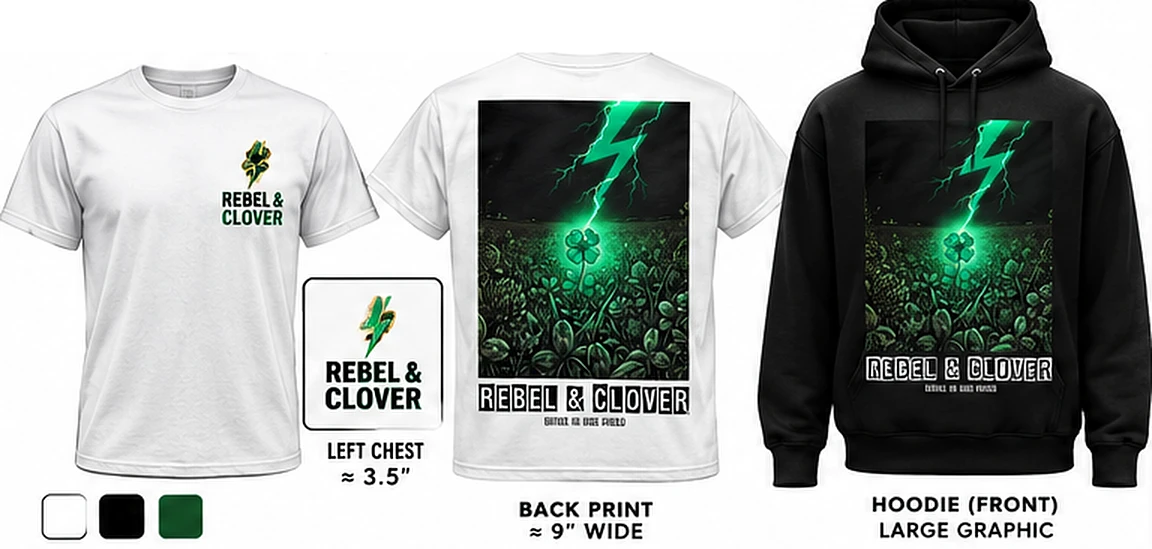 REBEL &
CLOVER
REBEL &
CLOVER
LEFT CHEST
≈ 3.5"
REBEL & CLOVER
BACK PRINT
≈ 9" WIDE
REBEL & CLOVER
HOODIE (FRONT)
LARGE GRAPHIC